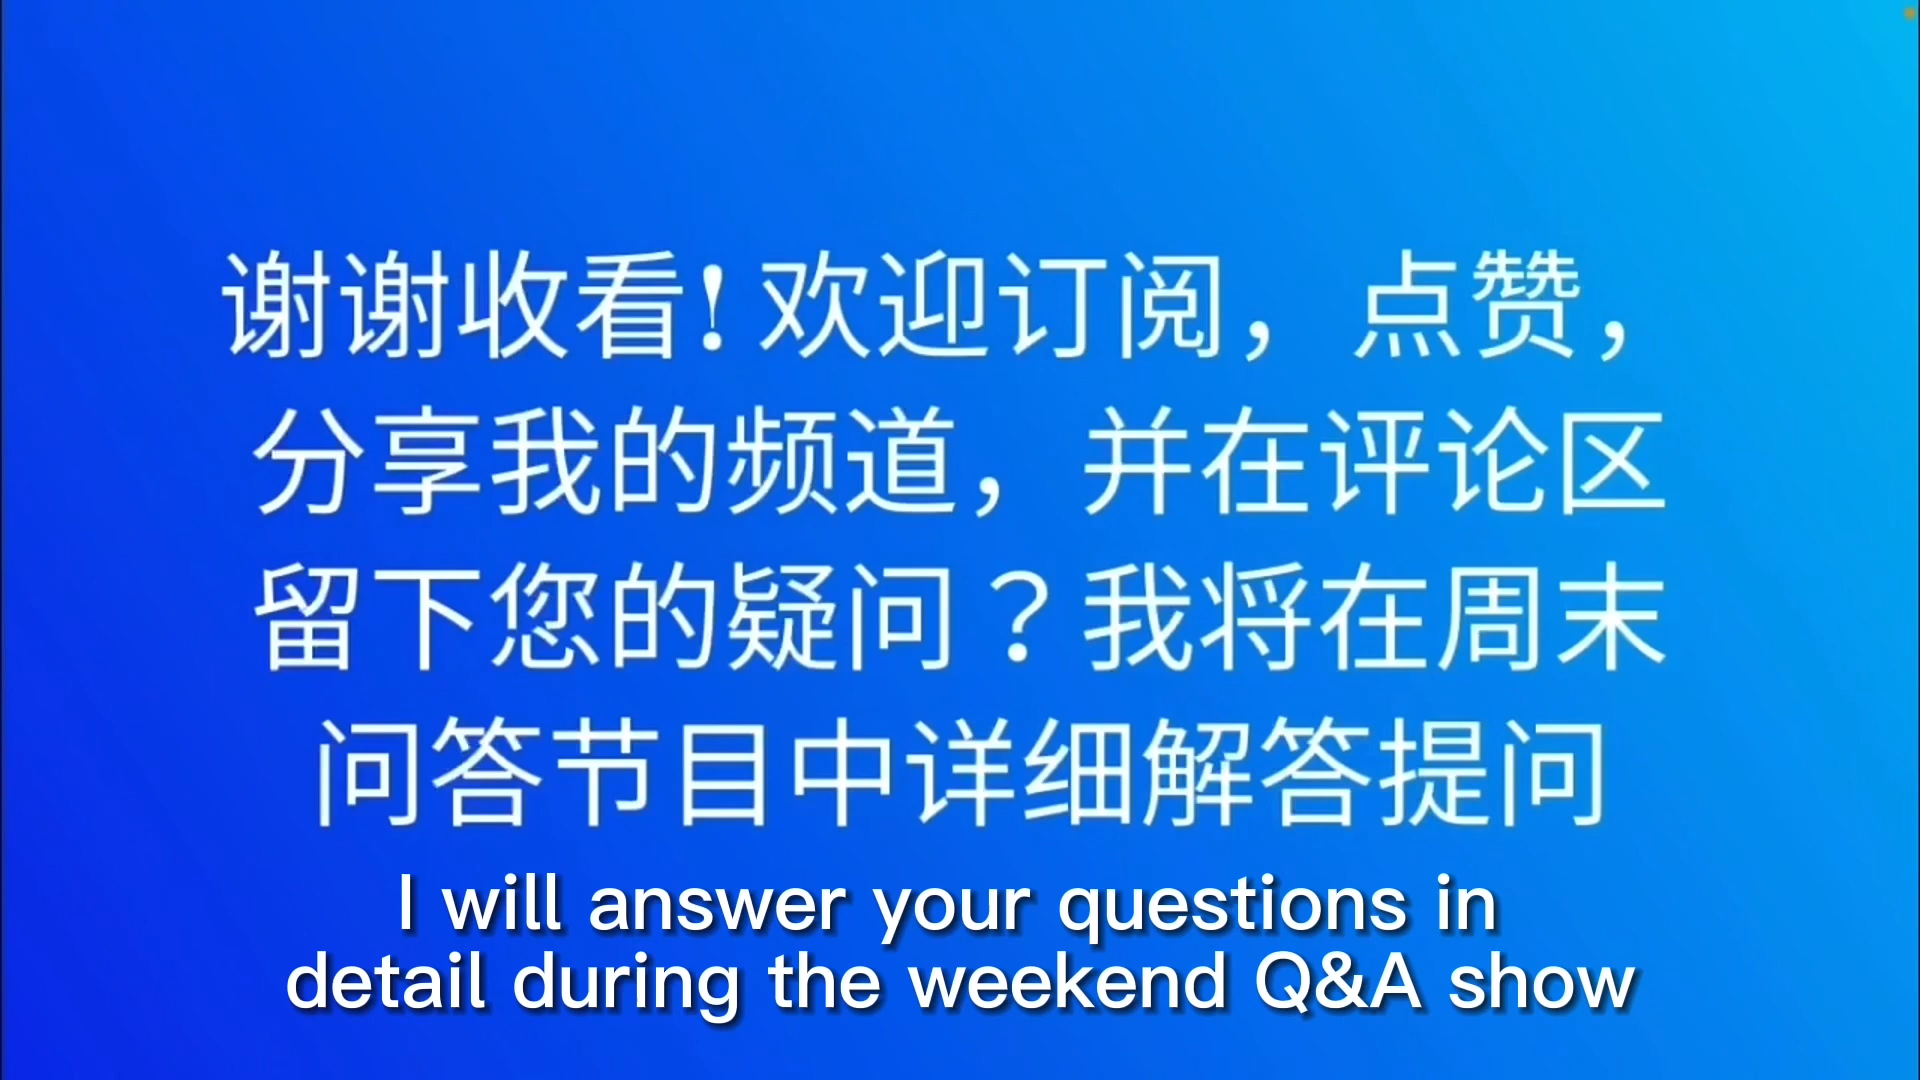 谢谢收看！欢迎订阅，点赞，
分享我的频道，并在评论区
留下您的疑问？我将在周末
问答节目中详细解答提问
I will answer your questions in
detail during the weekend Q&A show